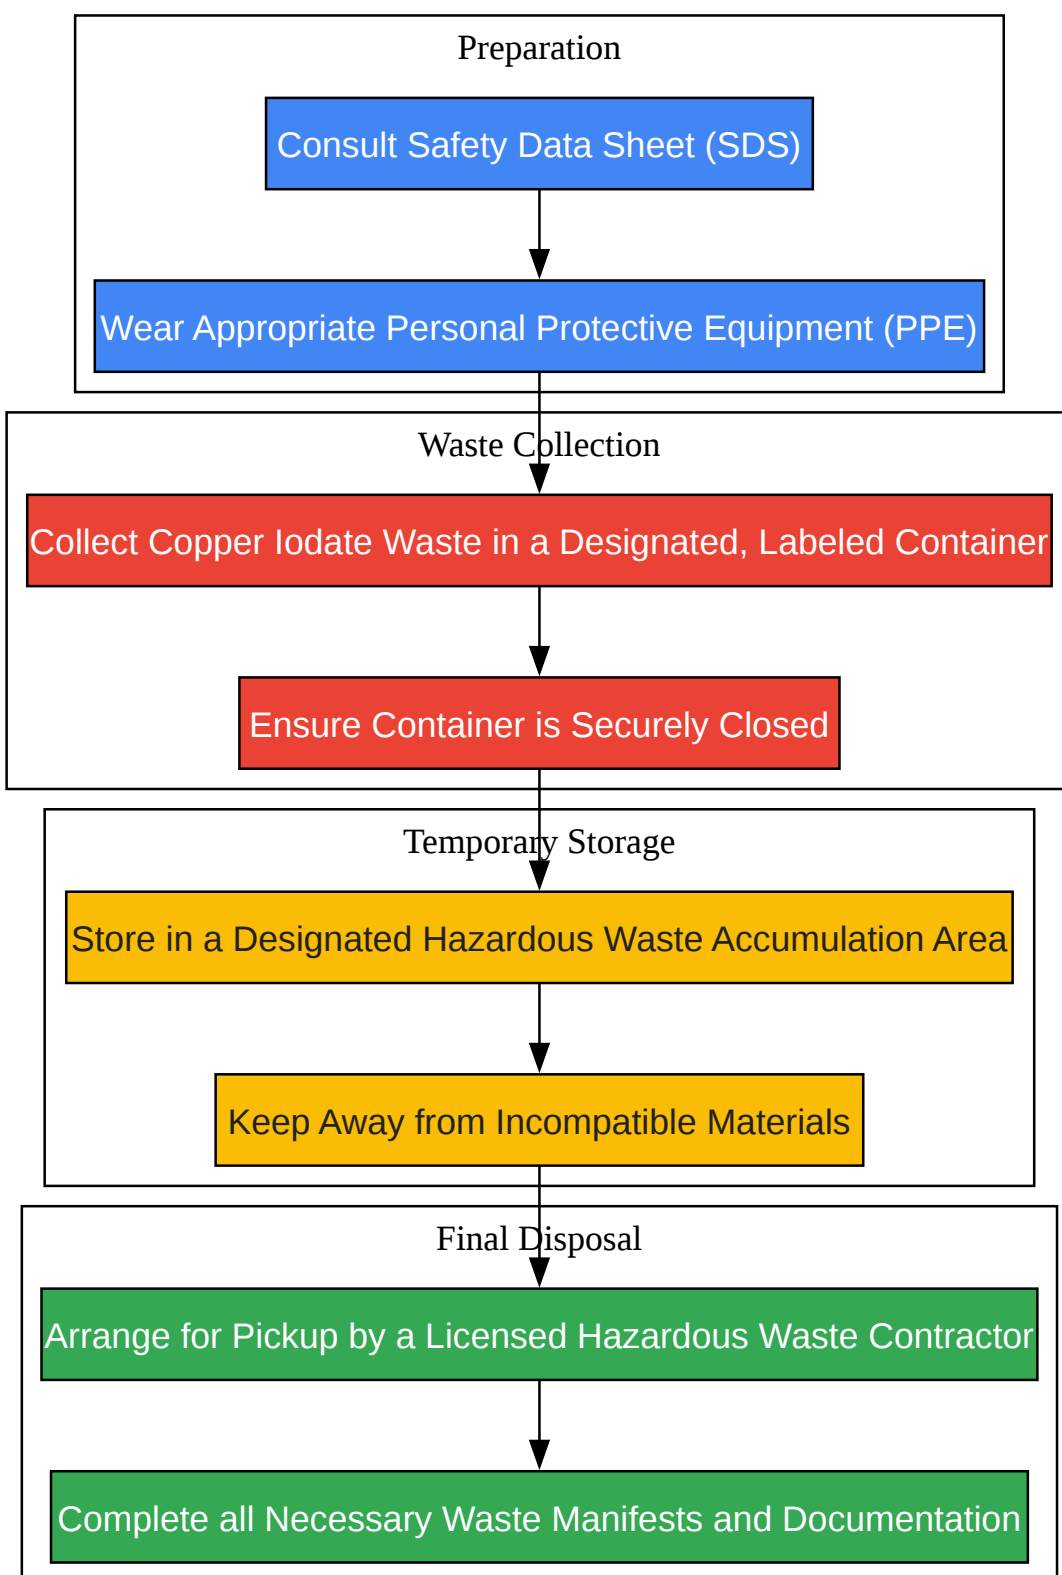 Preparation
Consult Safety Data Sheet (SDS)
Wear Appropriate Personal Protective Equipment (PPE)
Waste Collection
Collect Copper Iodate Waste in a Designated, Labeled Container
Ensure Container is Securely Closed
Temporary Storage
Store in a Designated Hazardous Waste Accumulation Area
Keep Away from Incompatible Materials
Final Disposal
Arrange for Pickup by a Licensed Hazardous Waste Contractor
Complete all Necessary Waste Manifests and Documentation